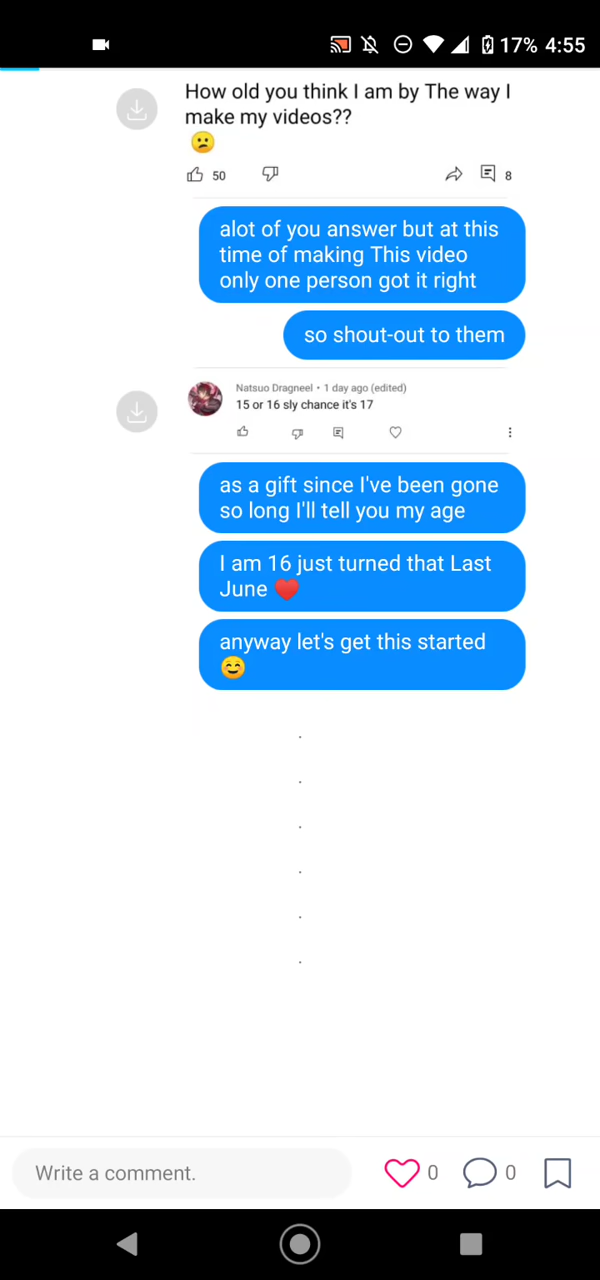 17% 4:55
How old you think I am by The way I
make my videos??
😕
50
8
alot of you answer but at this
time of making This video
only one person got it right
so shout-out to them
Natsuo Dragneel • 1 day ago (edited)
15 or 16 sly chance it's 17
as a gift since I've been gone
so long I'll tell you my age
I am 16 just turned that Last
June ♥️
anyway let's get this started
😊
.
.
.
.
.
.
Write a comment.
0
0